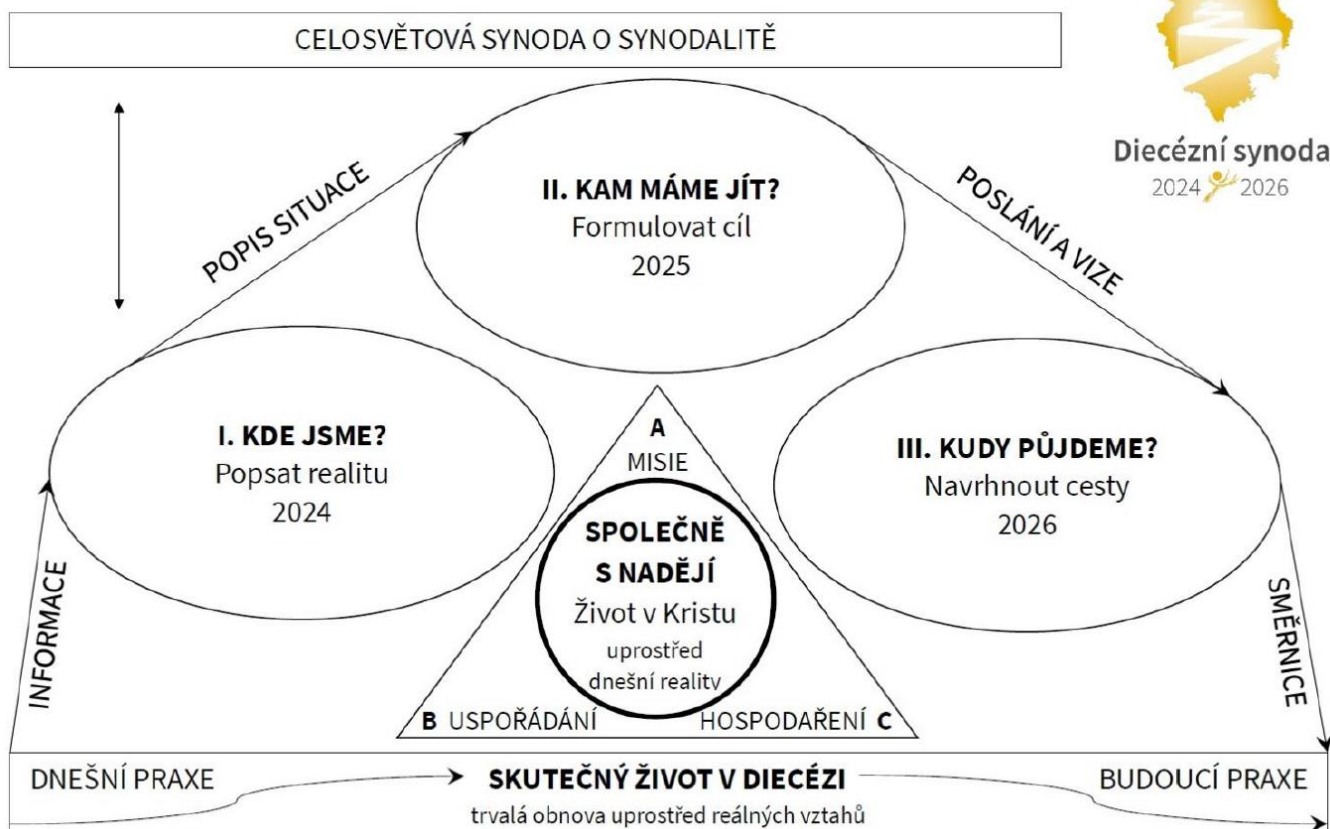 CELOSVĚTOVÁ SYNODA O SYNODALITĚ
Diecézní synoda
2024 2026
POPIS SITUACE
II. KAM MÁME JÍT?
Formulovat cíl
2025
POSLÁNÍ A VIZE
I. KDE JSME?
Popsat realitu
2024
A
MISIE
III. KUDY PŮJDEME?
Navrhnout cesty
2026
SPOLEČNĚ
S NADĚJÍ
Život v Kristu
uprostřed
dnešní reality
INFORMACE
SMĚRNICE
B USPOŘÁDÁNÍ
HOSPODAŘENÍ C
DNEŠNÍ PRAXE
SKUTEČNÝ ŽIVOT V DIECÉZI
BUDOUCÍ PRAXE
trvalá obnova uprostřed reálných vztahů